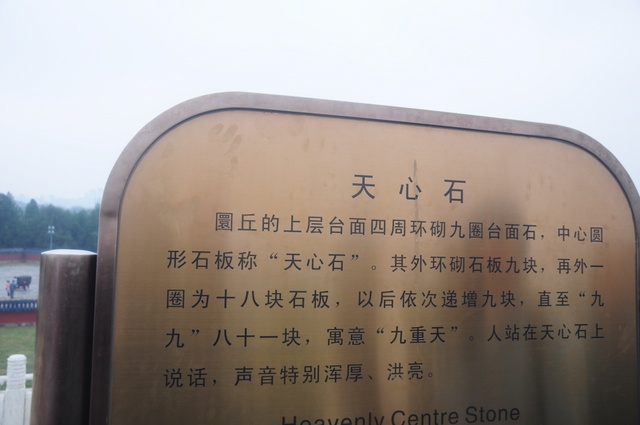 天心石
圜丘的上层台面四周环砌九圈台面石，中心圆
形石板称“天心石”。其外环砌石板九块，再外一
圈为十八块石板，以后依次递增九块，直至“九
九”八十一块，寓意“九重天”。人站在天心石上
说话，声音特别浑厚、洪亮。
Heavenly Centre Stone